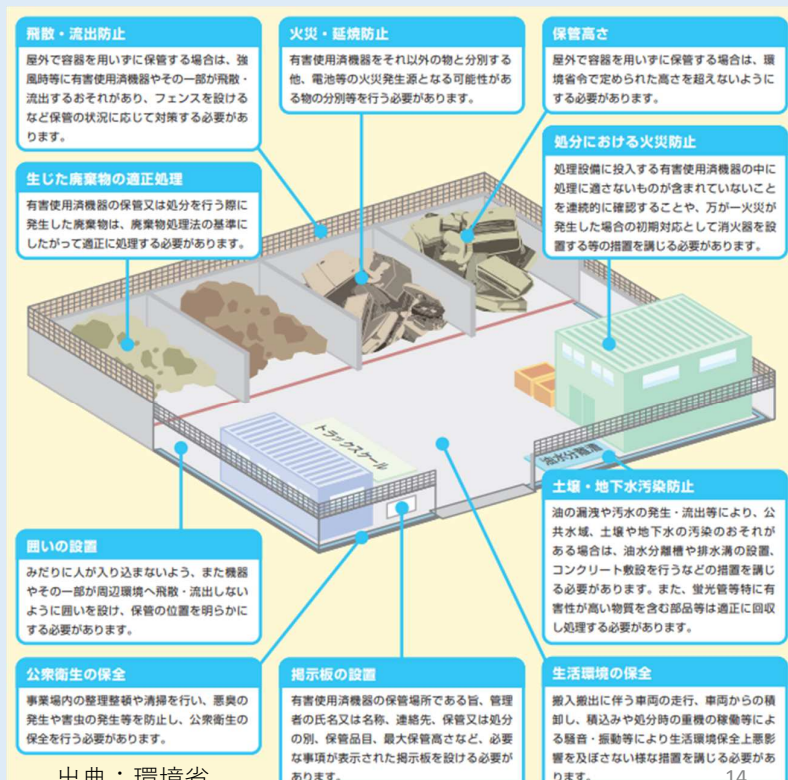 飛散・流出防止
屋外で容器を用いずに保管する場合は、強
風時等に有害使用済機器やその一部が飛散・
流出するおそれがあり、フェンスを設ける
など保管の状況に応じて対策する必要があ
ります。
火災・延焼防止
有害使用済機器をそれ以外の物と分別する
他、電池等の火災発生源となる可能性があ
る物の分別等を行う必要があります。
保管高さ
屋外で容器を用いずに保管する場合は、環
境省令で定められた高さを超えないように
する必要があります。
生じた廃棄物の適正処理
有害使用済機器の保管又は処分を行う際に
発生した廃棄物は、廃棄物処理法の基準に
したがって適正に処理する必要があります。
処分における火災防止
処理設備に投入する有害使用済機器の中に
処理に適さないものが含まれていないこと
を連続的に確認することや、万が一火災が
発生した場合の初期対応として消火器を設
置する等の措置を講じる必要があります。
トラックスケール
油水分離槽
囲いの設置
みだりに人が入り込まないよう、また機器
やその一部が周辺環境へ飛散・流出しない
ように囲いを設け、保管の位置を明らかに
する必要があります。
土壌・地下水汚染防止
油の漏洩や汚水の発生・流出等により、公
共水域、土壌や地下水の汚染のおそれが
ある場合は、油水分離槽や排水溝の設置、
コンクリート敷設を行うなどの措置を講じ
る必要があります。また、蛍光管等特に有
害性が高い物質を含む部品等は適正に回収
し処理する必要があります。
公衆衛生の保全
事業場内の整理整頓や清掃を行い、悪臭の
発生や害虫の発生等を防止し、公衆衛生の
保全を行う必要があります。
掲示板の設置
有害使用済機器の保管場所である旨、管理
者の氏名又は名称、連絡先、保管又は処分
の別、保管品目、最大保管高さなど、必要
な事項が表示された掲示板を設ける必要が
あります。
生活環境の保全
搬入搬出に伴う車両の走行、車両からの積
卸し、積込みや処分時の重機の稼働等によ
る騒音・振動等により生活環境保全上悪影
響を及ぼさない様な措置を講じる必要があ
ります。
出典：環境省
14